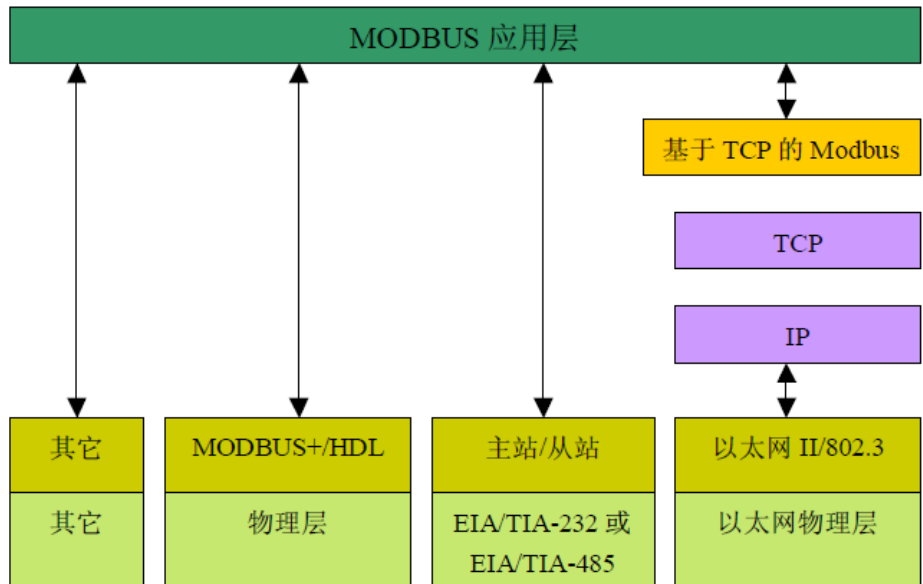 MODBUS 应用层
基于 TCP 的 Modbus
TCP
IP
其它
MODBUS+/HDL
主站/从站
以太网 II/802.3
其它
物理层
EIA/TIA-232 或
EIA/TIA-485
以太网物理层